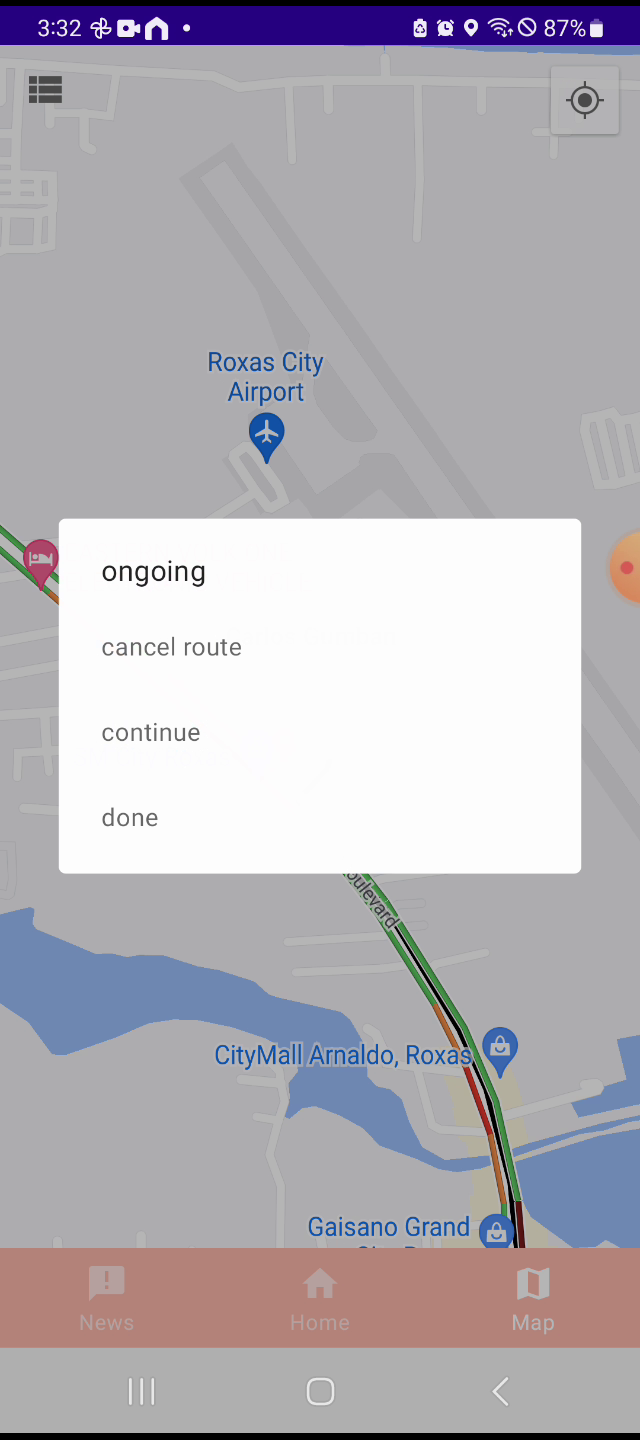 3:32
87%
Roxas City
Airport
ongoing
cancel route
continue
done
oulevard
CityMall Arnaldo, Roxas
Gaisano Grand
News
Home
Map